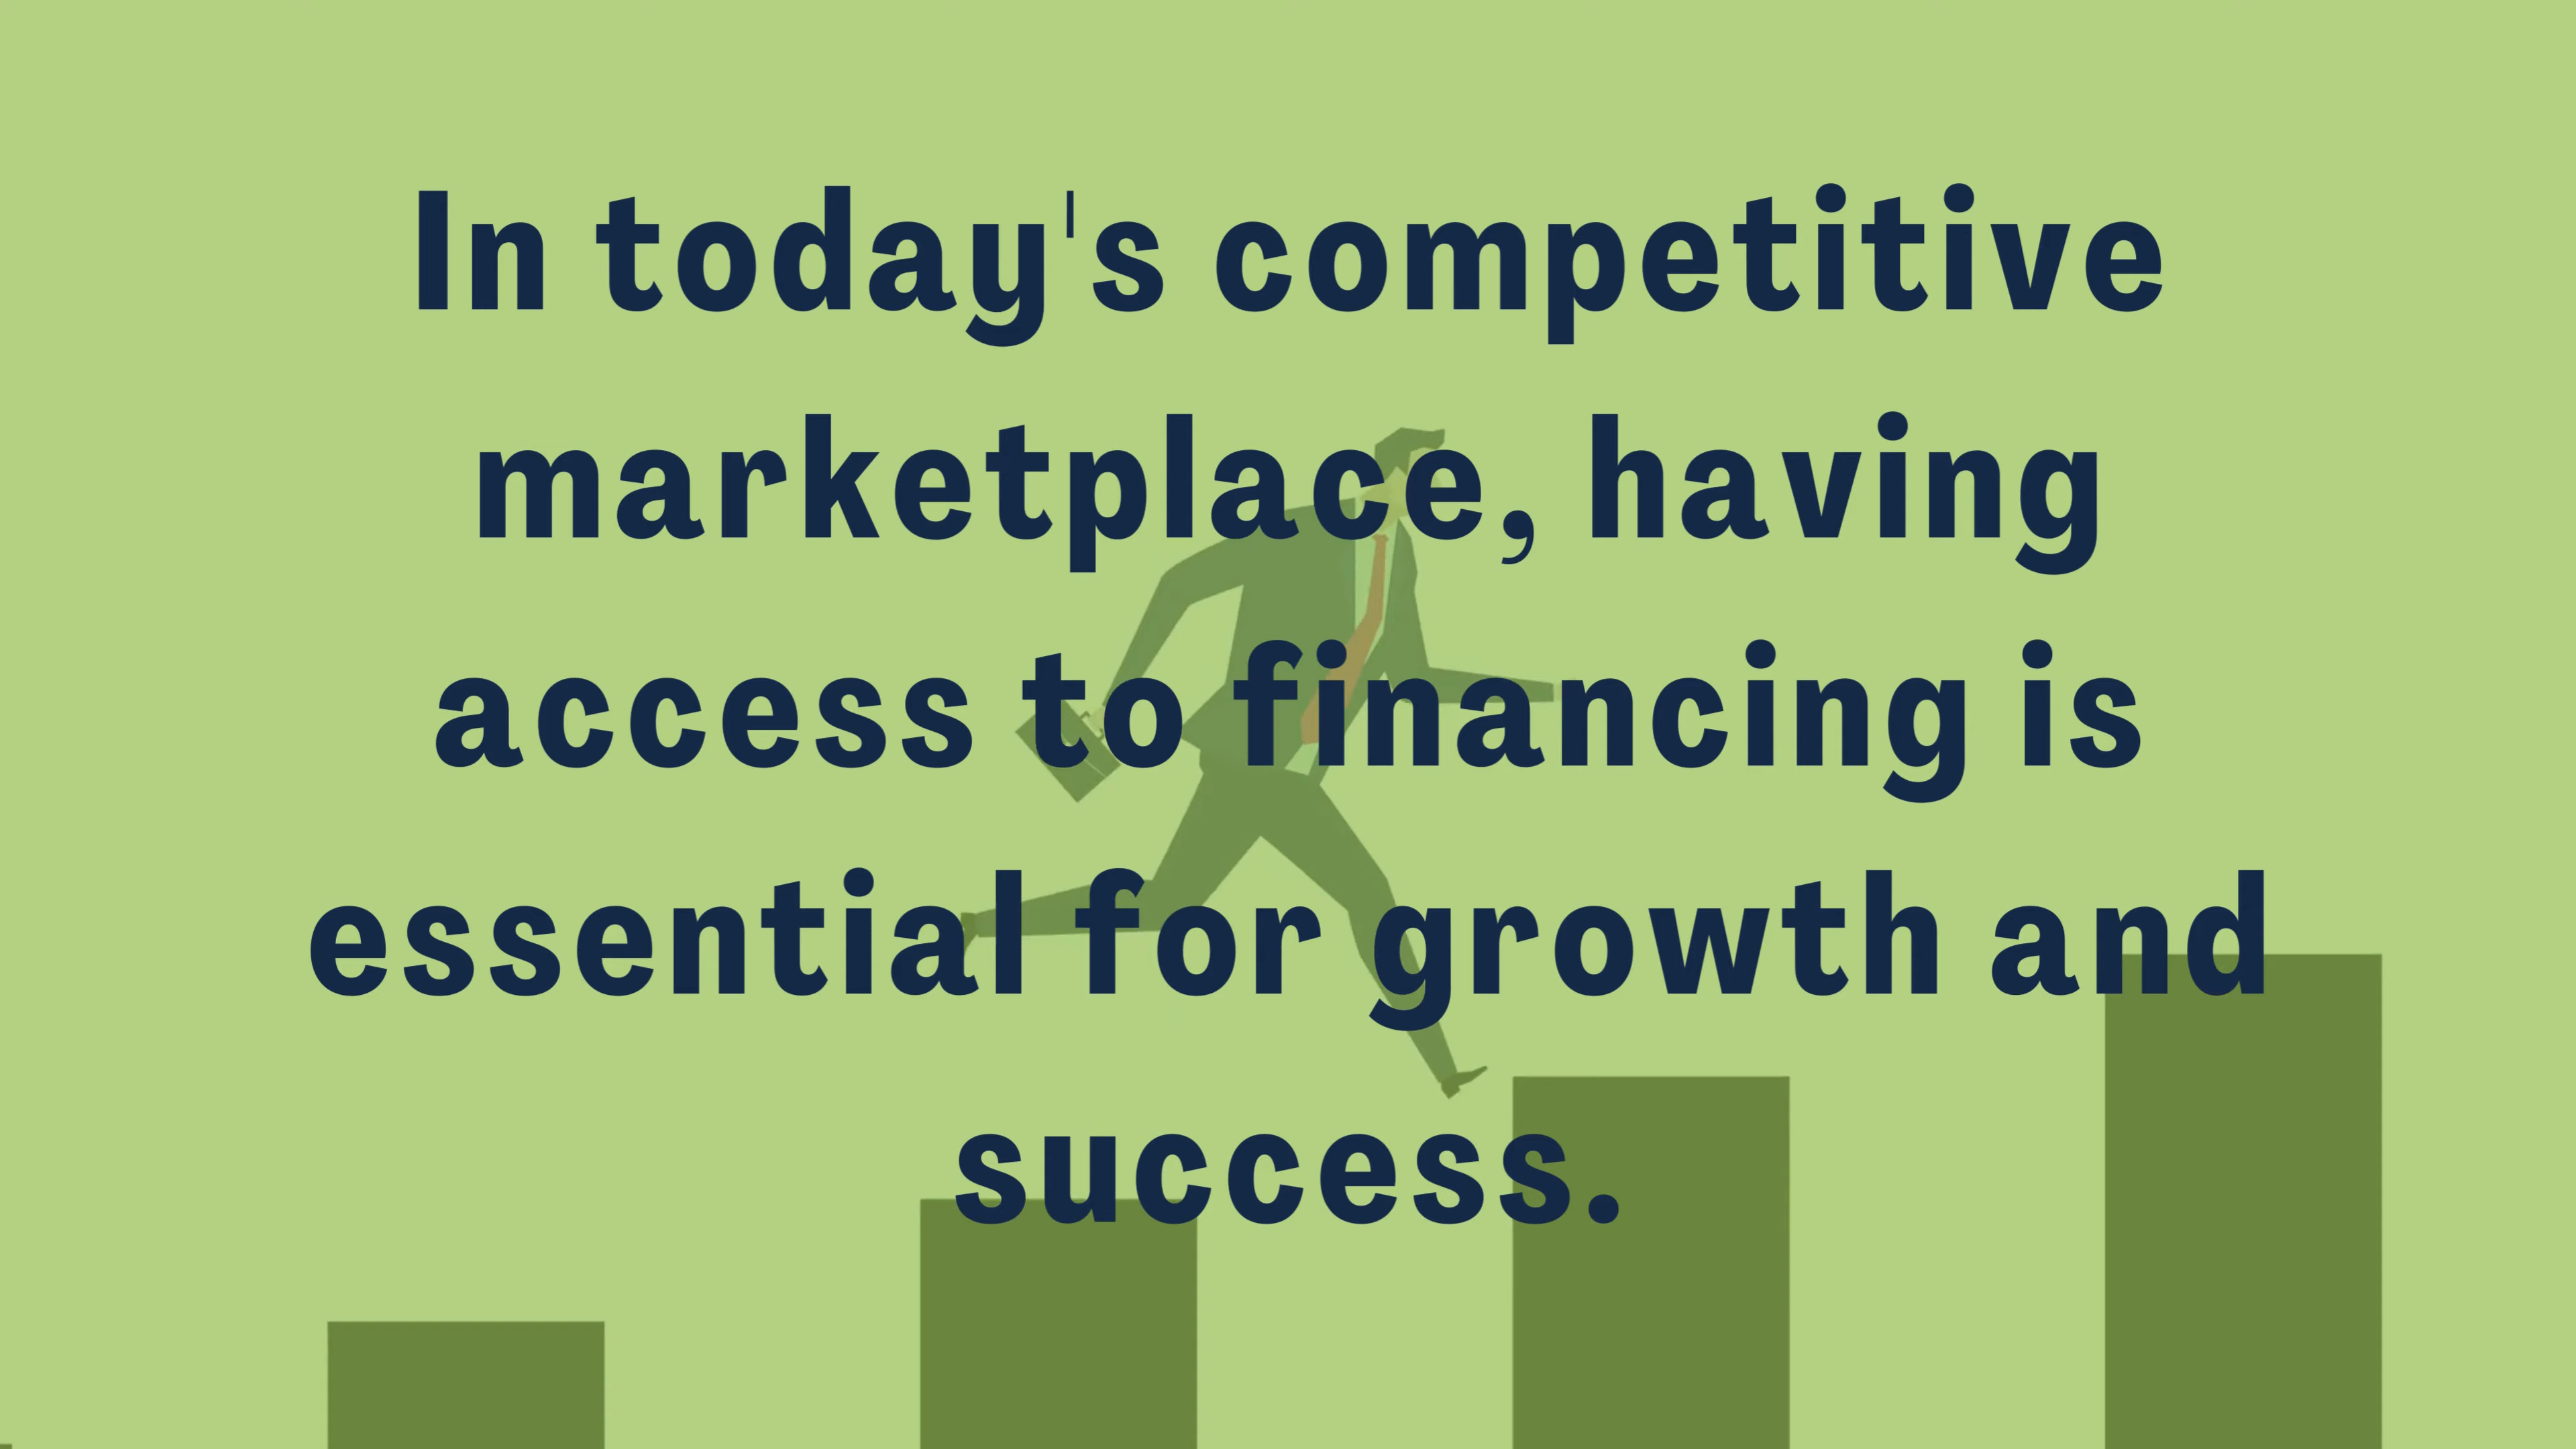 In today's competitive
marketplace, having
access to financing is
essential for growth and
success.